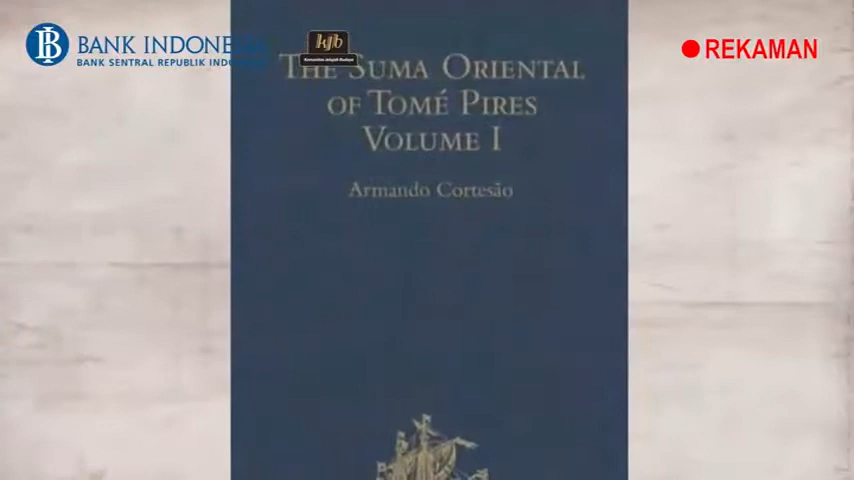 BANK INDONESIA
BANK SENTRAL REPUBLIK INDONESIA
kjb
REKAMAN
THE SUMA ORIENTAL
OF TOMÉ PIRES
VOLUME I
Armando Cortesão